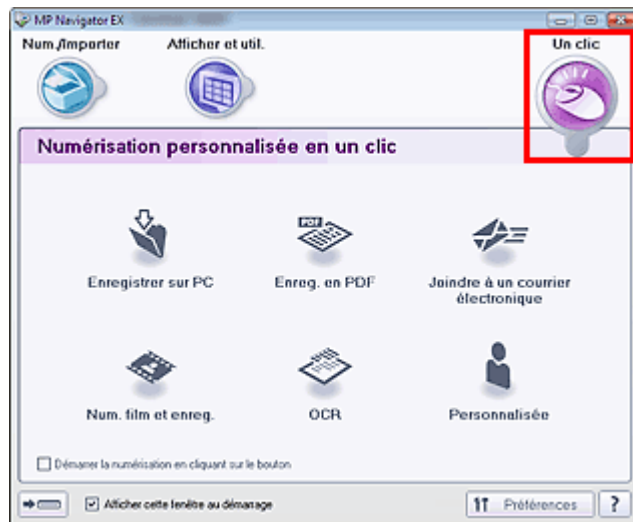 MP Navigator EX
Num./Importer
Afficher et util.
Un clic
Numérisation personnalisée en un clic
Enregistrer sur PC
PDF
Enreg. en PDF
Joindre à un courrier
électronique
Num. film et enreg.
OCR
Personnalisée
Démarrer la numérisation en cliquant sur le bouton
Afficher cette fenêtre au démarrage
Préférences
?